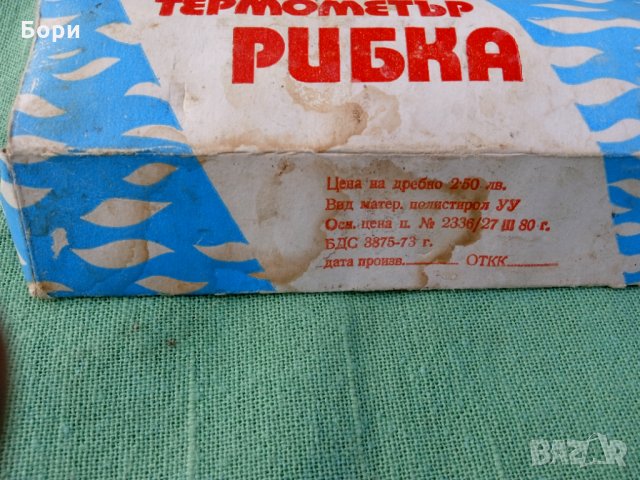 Бори
ТЕРМОМЕТЪР
РИБКА
Цена на дребно 2·50 лв.
Вид матер. полистирол УУ
Осн. цена п. № 2336/27 III 80 г.
БДС 3875-73 г.
дата произв. ОТКК
BAZAR